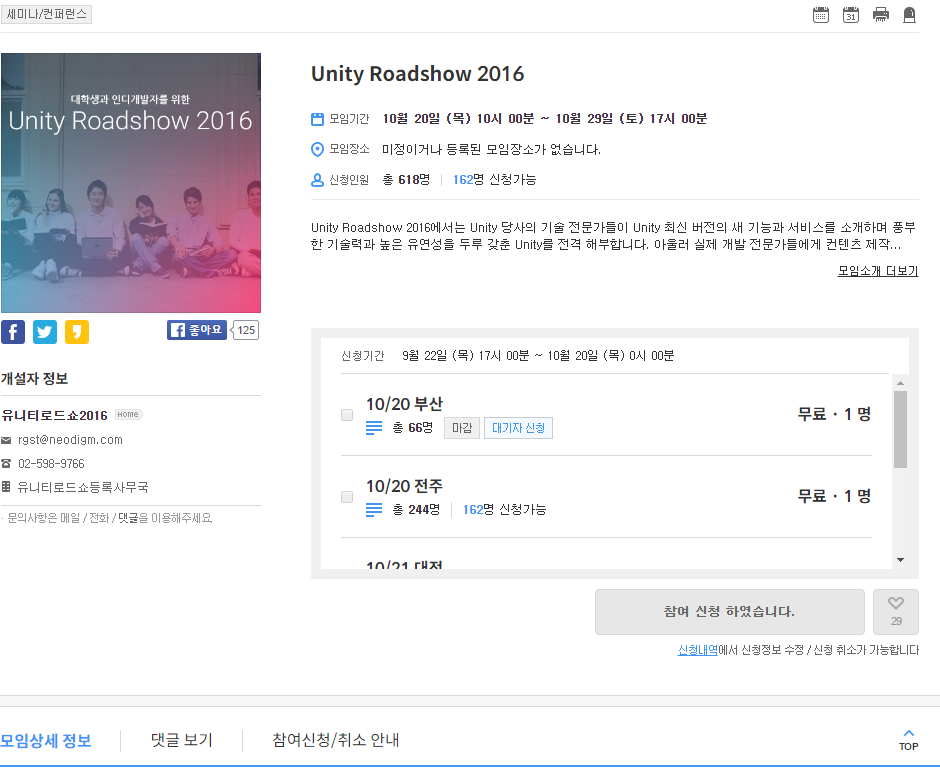 세미나/컨퍼런스
31
대학생과 인디개발자를 위한
Unity Roadshow 2016
Unity Roadshow 2016
모임기간 10월 20일 (목) 10시 00분 ~ 10월 29일 (토) 17시 00분
모임장소 미정이거나 등록된 모임장소가 없습니다.
신청인원 총 618명 162명 신청가능
Unity Roadshow 2016에서는 Unity 당사의 기술 전문가들이 Unity 최신 버전의 새 기능과 서비스를 소개하며 풍부
한 기술력과 높은 유연성을 두루 갖춘 Unity를 전격 해부합니다. 아울러 실제 개발 전문가들에게 컨텐츠 제작...
모임소개 더보기
좋아요 125
개설자 정보
유니티로드쇼2016 Home
rgst@neodigm.com
02-598-9766
유니티로드쇼등록사무국
· 문의사항은 메일 / 전화 / 댓글을 이용해주세요.
신청기간 9월 22일 (목) 17시 00분 ~ 10월 20일 (목) 0시 00분
10/20 부산
총 66명 마감 대기자 신청
무료 · 1 명
10/20 전주
총 244명 162명 신청가능
무료 · 1 명
10/21 대전
참여 신청 하였습니다.
29
신청내역에서 신청정보 수정 / 신청 취소가 가능합니다
모임상세 정보
댓글 보기
참여신청/취소 안내
TOP